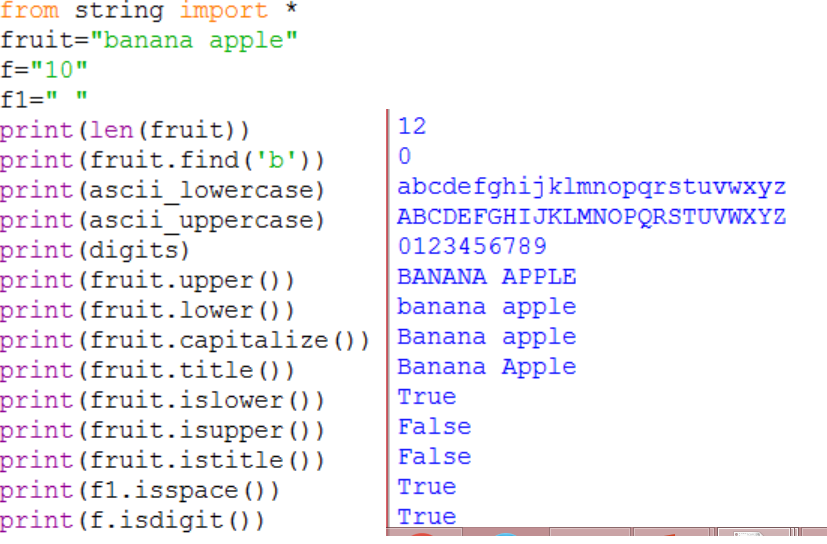 from string import *
fruit="banana apple"
f="10"
f1=" "
print(len(fruit))
print(fruit.find('b'))
print(ascii_lowercase)
print(ascii_uppercase)
print(digits)
print(fruit.upper())
print(fruit.lower())
print(fruit.capitalize())
print(fruit.title())
print(fruit.islower())
print(fruit.isupper())
print(fruit.istitle())
print(f1.isspace())
print(f.isdigit())
12
0
abcdefghijklmnopqrstuvwxyz
ABCDEFGHIJKLMNOPQRSTUVWXYZ
0123456789
BANANA APPLE
banana apple
Banana apple
Banana Apple
True
False
False
True
True